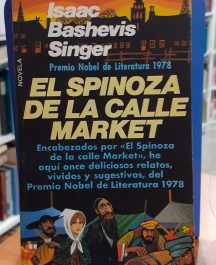 Isaac
Bashevis
Singer
Premio Nobel de Literatura 1978
NOVELA
EL SPINOZA
DE LA CALLE
MARKET
Encabezados por «El Spinoza
de la calle Market», he
aquí once deliciosos relatos,
vívidos y sugestivos, del
Premio Nobel de Literatura 1978